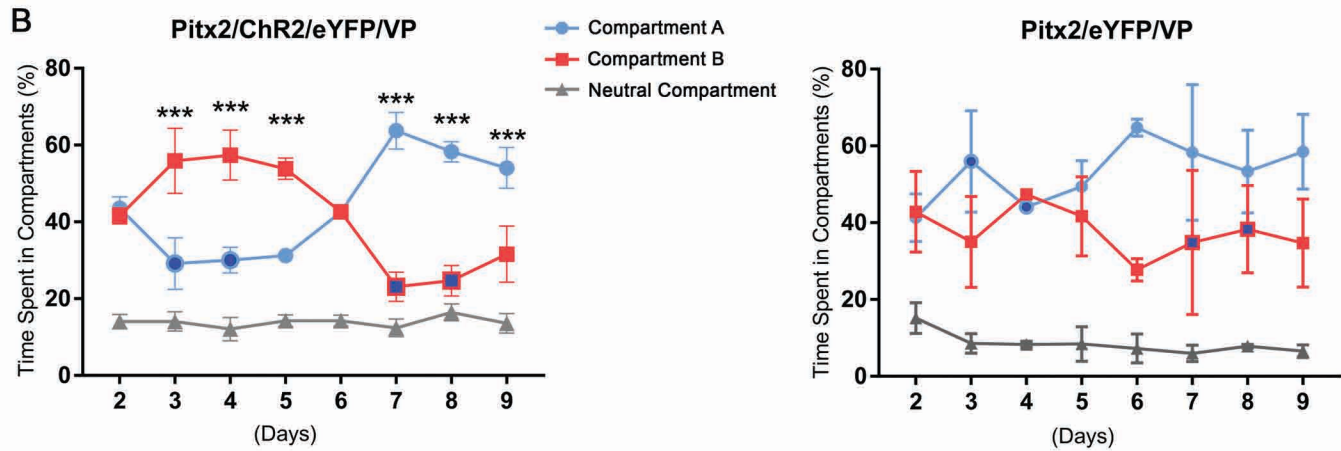 B
Pitx2/ChR2/eYFP/VP
Compartment A
Compartment B
Neutral Compartment
Pitx2/eYFP/VP
Time Spent in Compartments (%)
80
60
40
20
0
*** *** *** *** *** ***
2 3 4 5 6 7 8 9
(Days)
Time Spent in Compartments (%)
80
60
40
20
0
2 3 4 5 6 7 8 9
(Days)